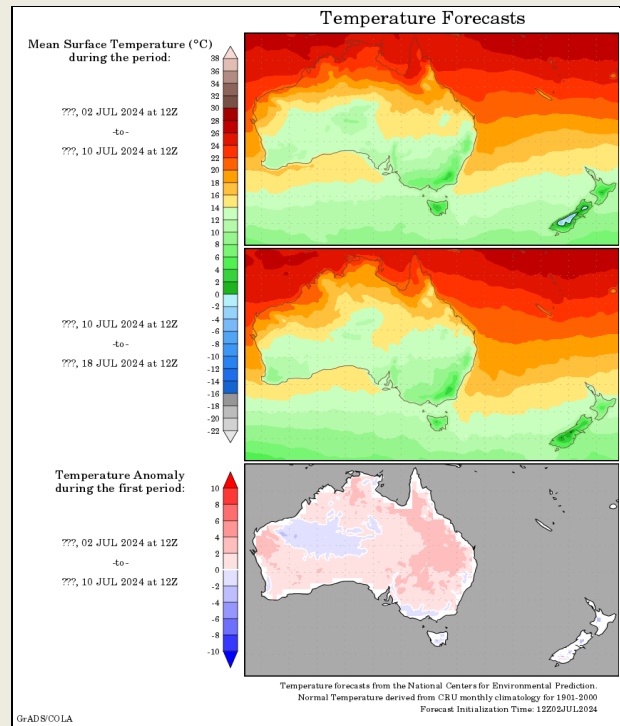 Temperature Forecasts
Mean Surface Temperature (°C)
during the period:
???, 02 JUL 2024 at 12Z
-to-
???, 10 JUL 2024 at 12Z
38
36
34
32
30
28
26
24
22
20
18
16
14
12
10
8
6
4
2
0
-2
-4
-6
-8
-10
-12
-14
-16
-18
-20
-22
???, 10 JUL 2024 at 12Z
-to-
???, 18 JUL 2024 at 12Z
Temperature Anomaly
during the first period:
???, 02 JUL 2024 at 12Z
-to-
???, 10 JUL 2024 at 12Z
10
8
6
4
2
0
-2
-4
-6
-8
-10
Temperature forecasts from the National Centers for Environmental Prediction.
Normal Temperature derived from CRU monthly climatology for 1901-2000
Forecast Initialization Time: 12Z02JUL2024
GrADS/COLA